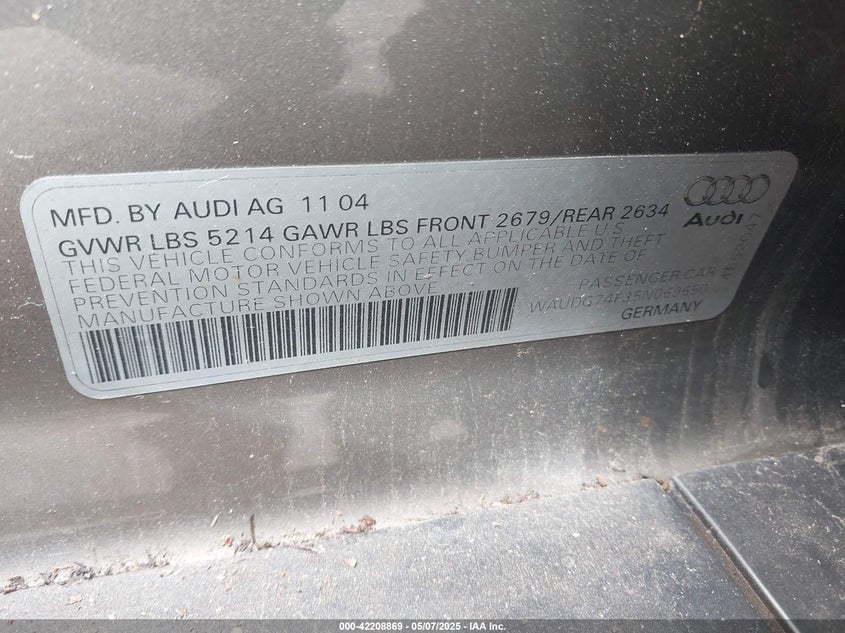 MFD. BY AUDI AG 11 04
GVWR LBS 5214 GAWR LBS FRONT 2679/REAR 2634
THIS VEHICLE CONFORMS TO ALL APPLICABLE U.S
FEDERAL MOTOR VEHICLE SAFETY, BUMPER AND THEFT
PREVENTION STANDARDS IN EFFECT ON THE DATE OF
MANUFACTURE SHOWN ABOVE
Audi
PASSENGER CAR
WAUDG74F35N069650
GERMANY
000-42208869 - 05/07/2025 - IAA Inc.